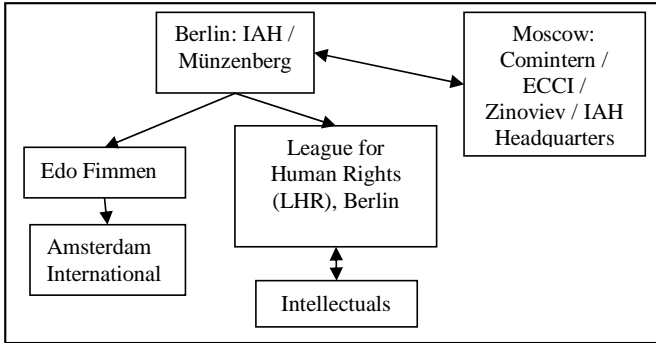 Berlin: IAH /
Münzenberg
Moscow:
Comintern /
ECCI /
Zinoviev / IAH
Headquarters
Edo Fimmen
League for
Human Rights
(LHR), Berlin
Amsterdam
International
Intellectuals